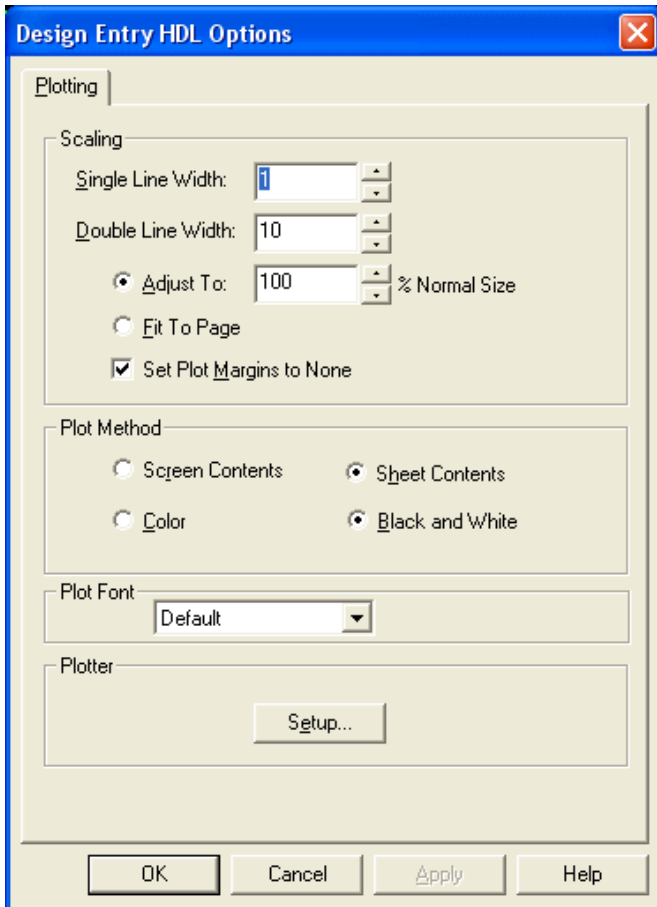 Design Entry HDL Options
Plotting
Scaling
Single Line Width: 1
Double Line Width: 10
Adjust To: 100 % Normal Size
Fit To Page
Set Plot Margins to None
Plot Method
Screen Contents Sheet Contents
Color Black and White
Plot Font
Default
Plotter
Setup...
OK Cancel Apply Help